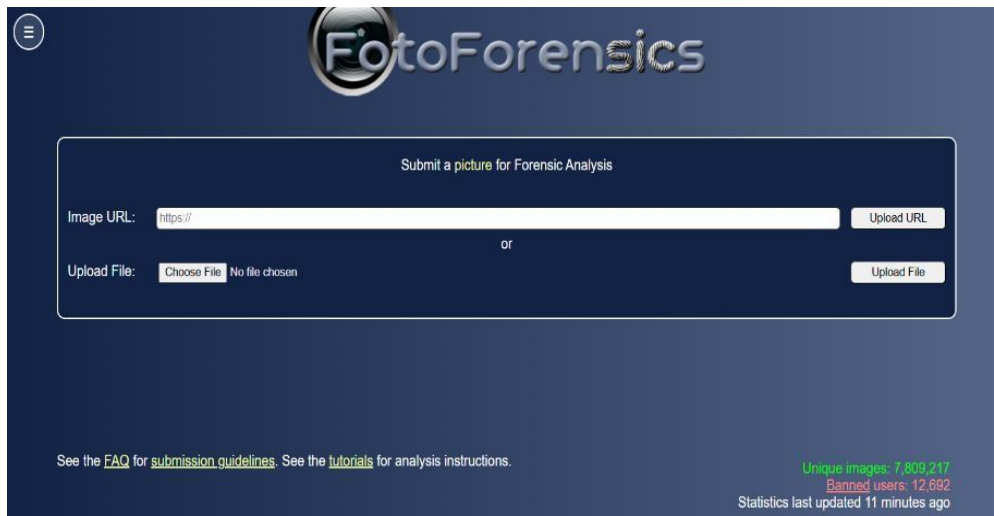 FotoForensics
Submit a picture for Forensic Analysis
Image URL: https:// Upload URL
or
Upload File: Choose File No file chosen Upload File
See the FAQ for submission guidelines. See the tutorials for analysis instructions.
Unique images: 7,809,217
Banned users: 12,692
Statistics last updated 11 minutes ago